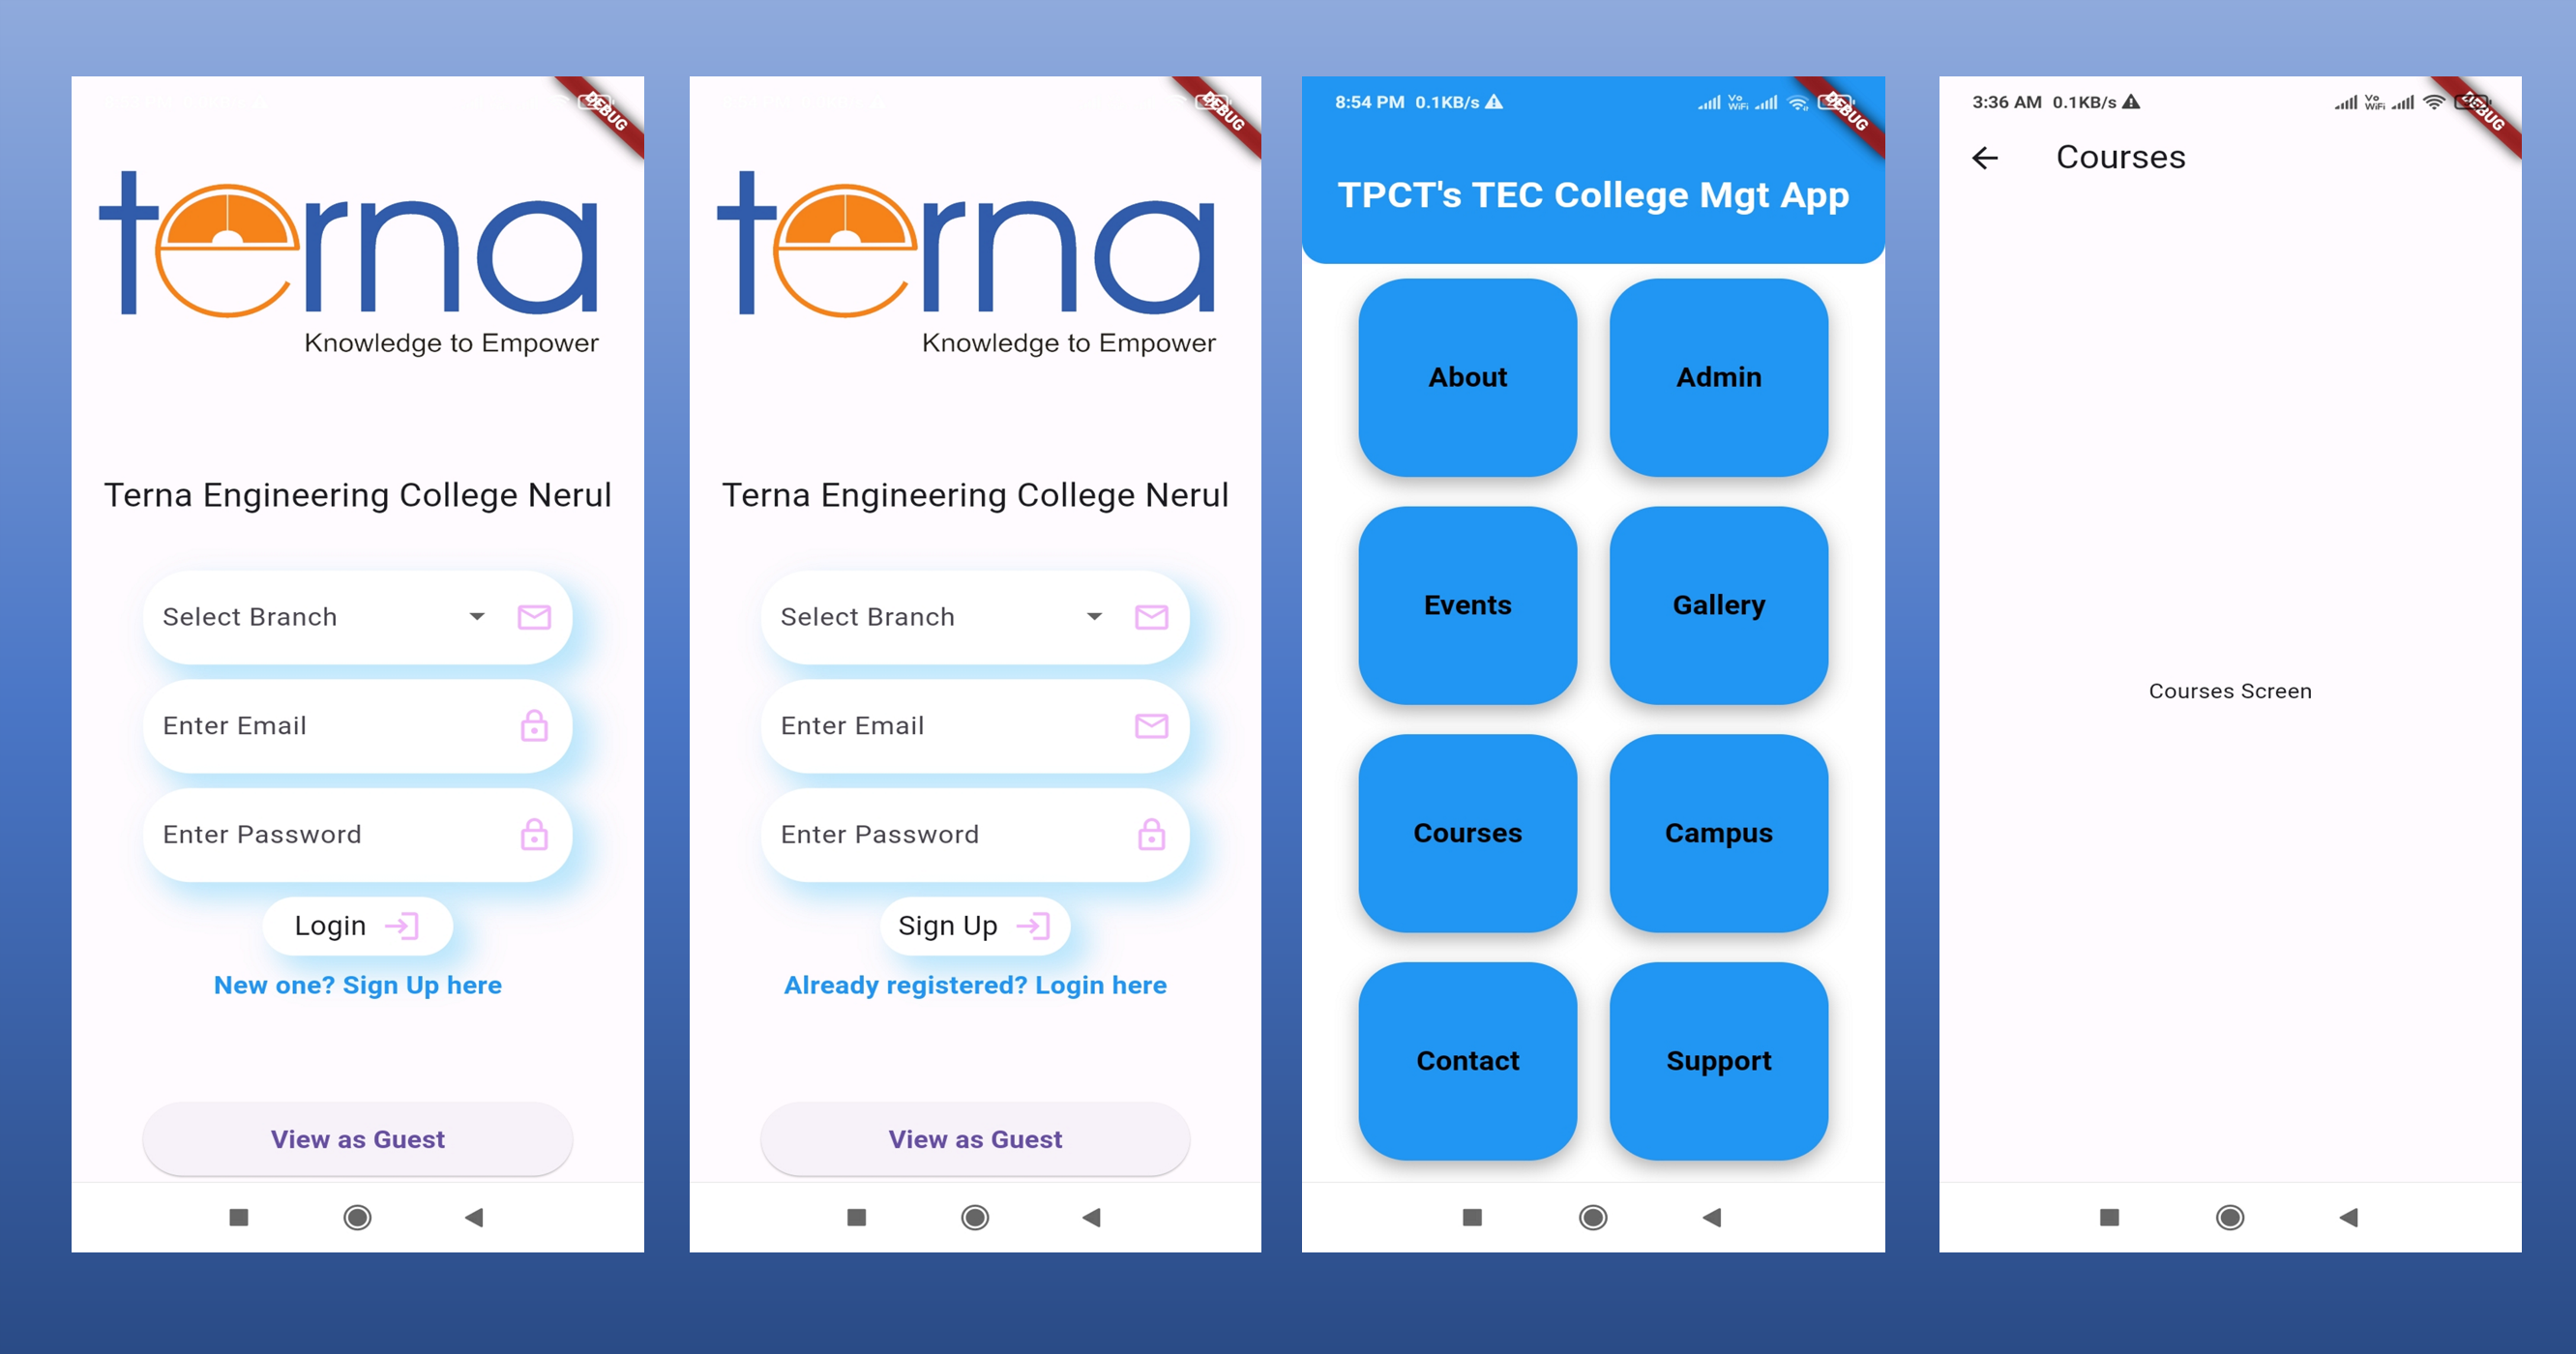 DEBUG
terna
Knowledge to Empower
Terna Engineering College Nerul
Select Branch
Enter Email
Enter Password
Login
New one? Sign Up here
View as Guest
DEBUG
terna
Knowledge to Empower
Terna Engineering College Nerul
Select Branch
Enter Email
Enter Password
Sign Up
Already registered? Login here
View as Guest
8:54 PM 0.1KB/s Vo WiFi
DEBUG
TPCT's TEC College Mgt App
About Admin
Events Gallery
Courses Campus
Contact Support
3:36 AM 0.1KB/s Vo WiFi
DEBUG
Courses
Courses Screen